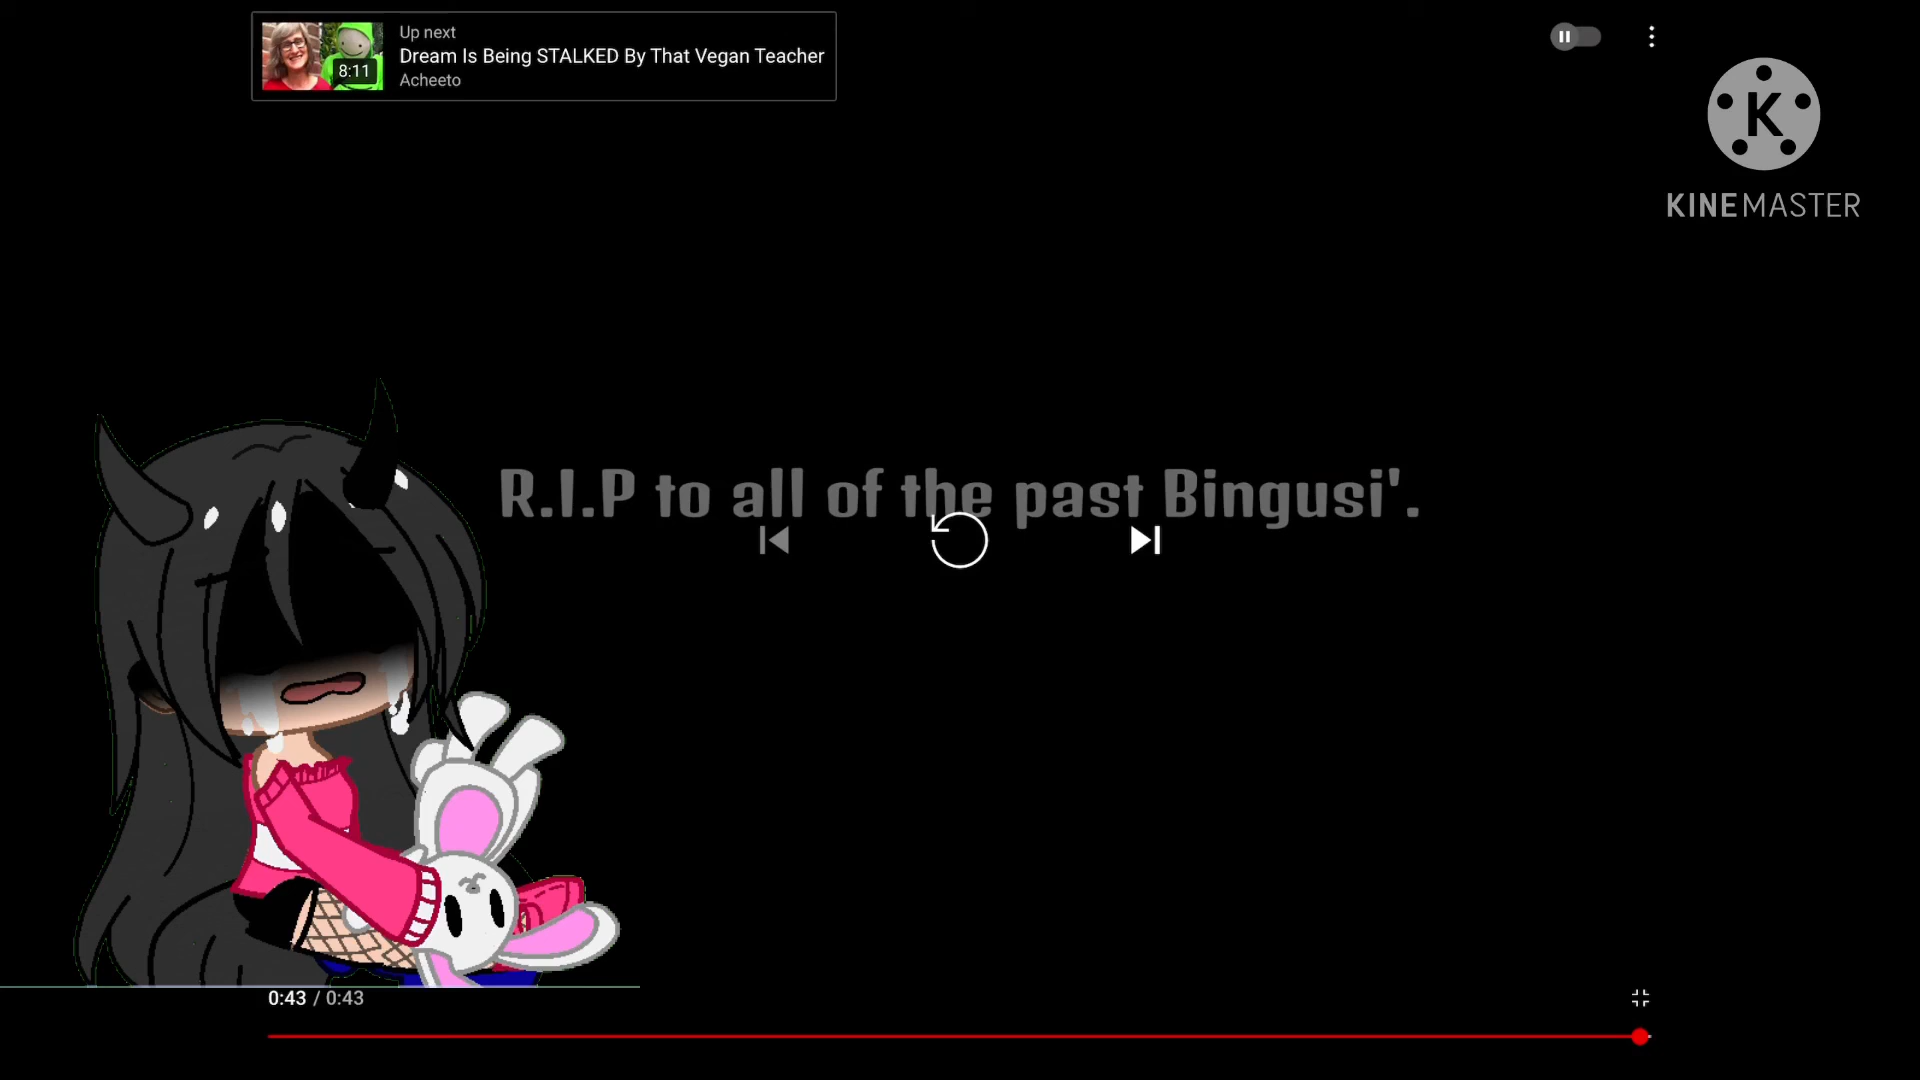 Up next
Dream Is Being STALKED By That Vegan Teacher
8:11
Acheeto
K
KINEMASTER
R.I.P to all of the past Bingusi'.
0:43 / 0:43